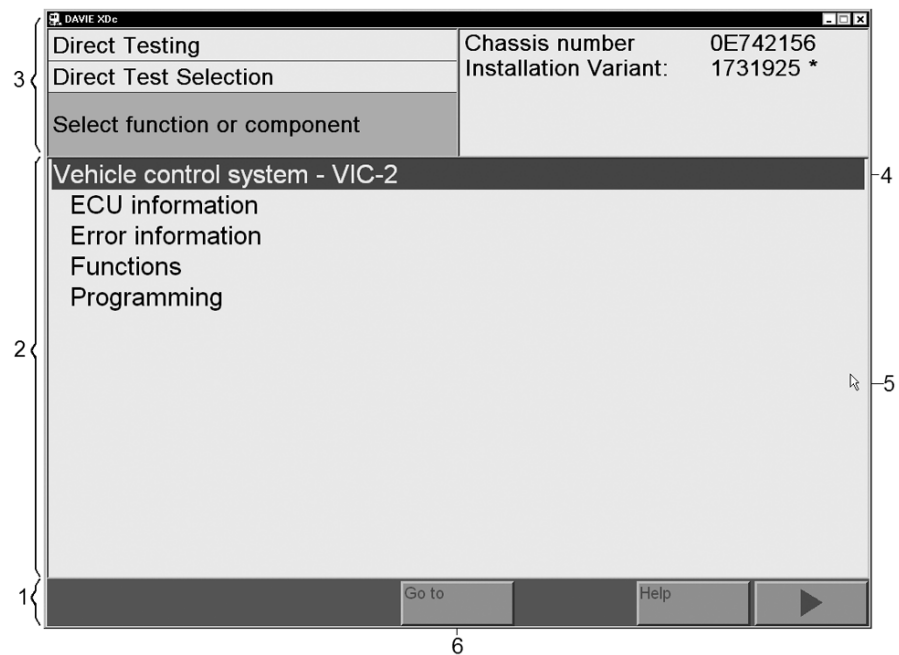 DAVIE XDc
Direct Testing
Direct Test Selection
Select function or component
Chassis number 0E742156
Installation Variant: 1731925 *
3
Vehicle control system - VIC-2
4
ECU information
Error information
Functions
Programming
2
5
1
Go to
Help
6